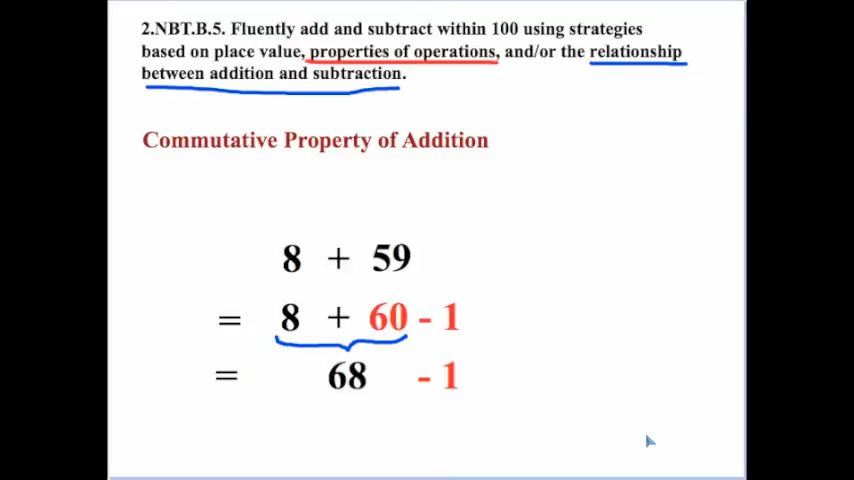 2.NBT.B.5. Fluently add and subtract within 100 using strategies
based on place value, properties of operations, and/or the relationship
between addition and subtraction.
Commutative Property of Addition
8 + 59
= 8 + 60 - 1
= 68 - 1